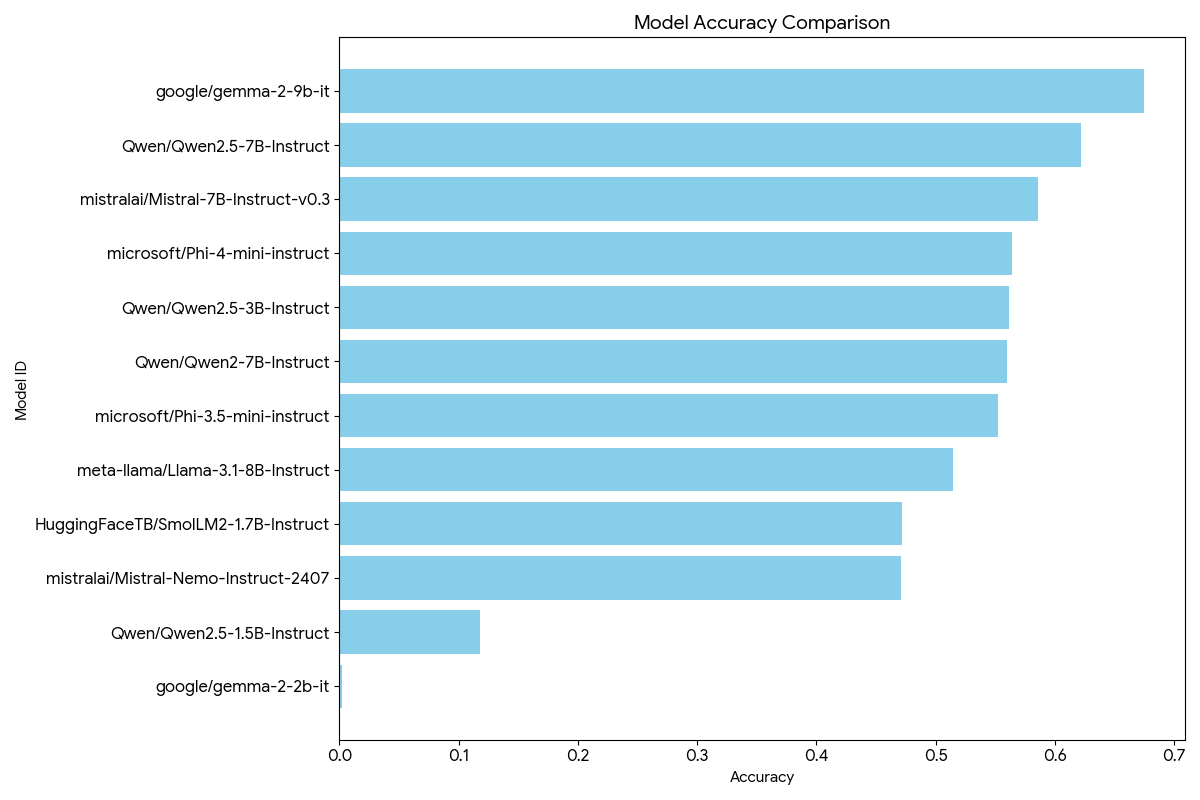 Model Accuracy Comparison
google/gemma-2-9b-it
Qwen/Qwen2.5-7B-Instruct
mistralai/Mistral-7B-Instruct-v0.3
microsoft/Phi-4-mini-instruct
Qwen/Qwen2.5-3B-Instruct
Qwen/Qwen2-7B-Instruct
microsoft/Phi-3.5-mini-instruct
meta-llama/Llama-3.1-8B-Instruct
HuggingFaceTB/SmolLM2-1.7B-Instruct
mistralai/Mistral-Nemo-Instruct-2407
Qwen/Qwen2.5-1.5B-Instruct
google/gemma-2-2b-it
Model ID
0.0 0.1 0.2 0.3 0.4 0.5 0.6 0.7
Accuracy